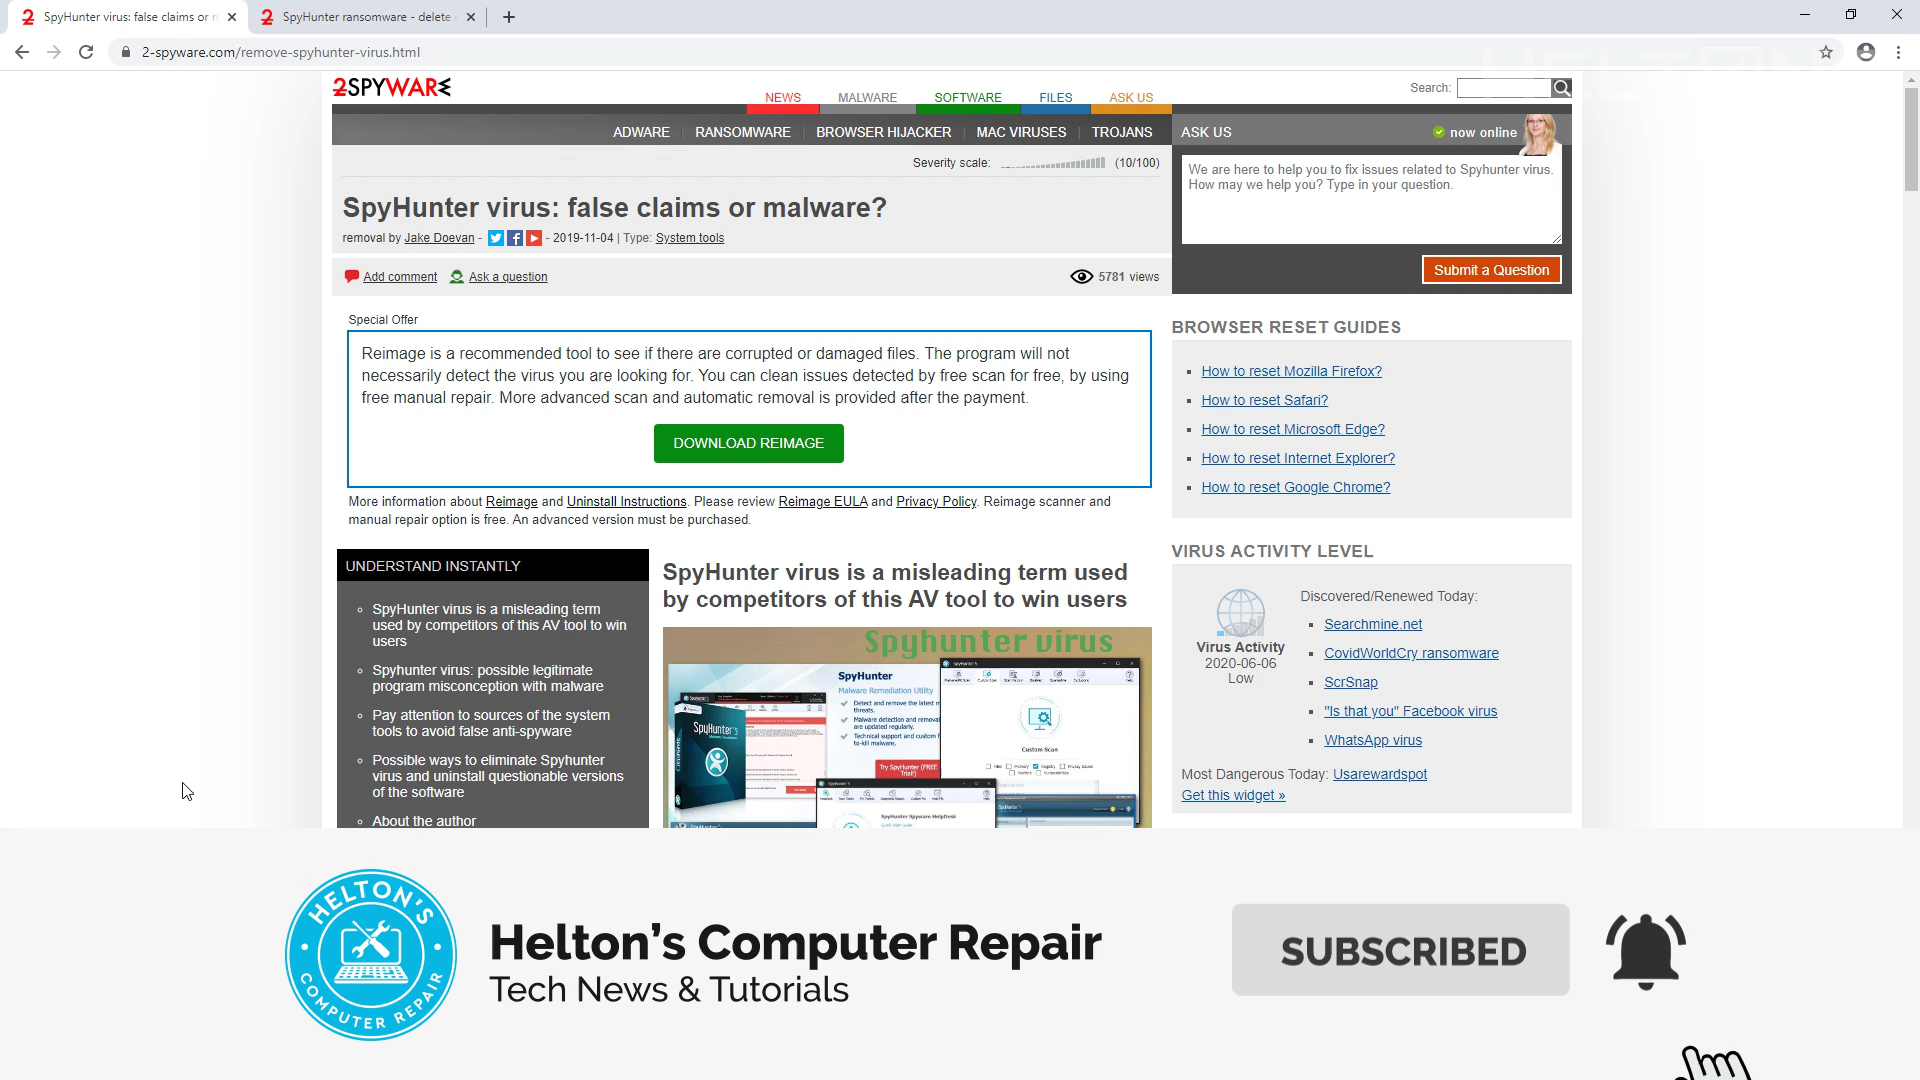 SpyHunter virus: false claims or m
SpyHunter ransomware - delete
2-spyware.com/remove-spyhunter-virus.html
2SPYWARE
Search:
NEWS MALWARE SOFTWARE FILES ASK US
ADWARE RANSOMWARE BROWSER HIJACKER MAC VIRUSES TROJANS
ASK US now online
Severity scale: (10/100)
We are here to help you to fix issues related to Spyhunter virus.
How may we help you? Type in your question.
SpyHunter virus: false claims or malware?
removal by Jake Doevan - - 2019-11-04 | Type: System tools
Submit a Question
Add comment Ask a question 5781 views
Special Offer
Reimage is a recommended tool to see if there are corrupted or damaged files. The program will not
necessarily detect the virus you are looking for. You can clean issues detected by free scan for free, by using
free manual repair. More advanced scan and automatic removal is provided after the payment.
DOWNLOAD REIMAGE
More information about Reimage and Uninstall Instructions. Please review Reimage EULA and Privacy Policy. Reimage scanner and
manual repair option is free. An advanced version must be purchased.
BROWSER RESET GUIDES
How to reset Mozilla Firefox?
How to reset Safari?
How to reset Microsoft Edge?
How to reset Internet Explorer?
How to reset Google Chrome?
UNDERSTAND INSTANTLY
SpyHunter virus is a misleading term
used by competitors of this AV tool to win
users
Spyhunter virus: possible legitimate
program misconception with malware
Pay attention to sources of the system
tools to avoid false anti-spyware
Possible ways to eliminate Spyhunter
virus and uninstall questionable versions
of the software
About the author
SpyHunter virus is a misleading term used
by competitors of this AV tool to win users
Spyhunter virus
SpyHunter
Malware Remediation Utility
Detect and remove the latest m
threats.
Malware detection and removal
are updated regularly.
Technical support and custom f
to-kill malware.
Try SpyHunter (FREE
Trial!)
SpyHunter 5
Custom Scan
SpyHunter Spyware HelpDesk
VIRUS ACTIVITY LEVEL
Virus Activity
2020-06-06
Low
Discovered/Renewed Today:
Searchmine.net
CovidWorldCry ransomware
ScrSnap
"Is that you" Facebook virus
WhatsApp virus
Most Dangerous Today: Usarewardspot
Get this widget »
HELTON'S
COMPUTER REPAIR
Helton's Computer Repair
Tech News & Tutorials
SUBSCRIBED